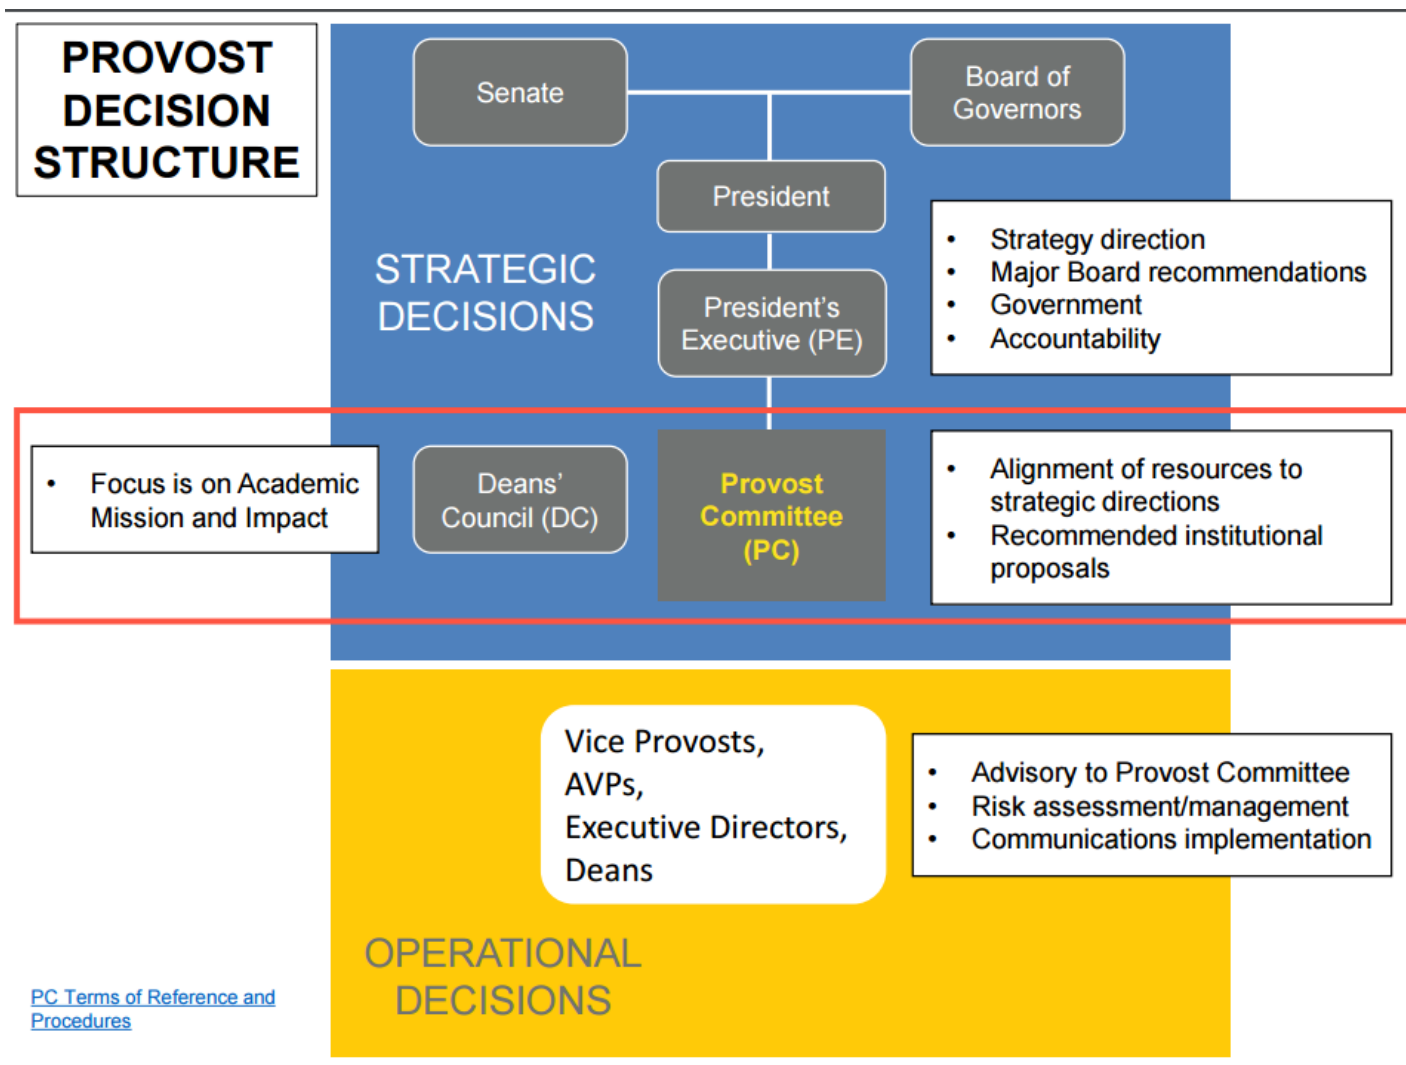 PROVOST
DECISION
STRUCTURE
Senate
Board of
Governors
President
STRATEGIC
DECISIONS
President’s
Executive (PE)
• Strategy direction
• Major Board recommendations
• Government
• Accountability
• Focus is on Academic
Mission and Impact
Deans’
Council (DC)
Provost
Committee
(PC)
• Alignment of resources to
strategic directions
• Recommended institutional
proposals
Vice Provosts,
AVPs,
Executive Directors,
Deans
• Advisory to Provost Committee
• Risk assessment/management
• Communications implementation
OPERATIONAL
DECISIONS
PC Terms of Reference and
Procedures